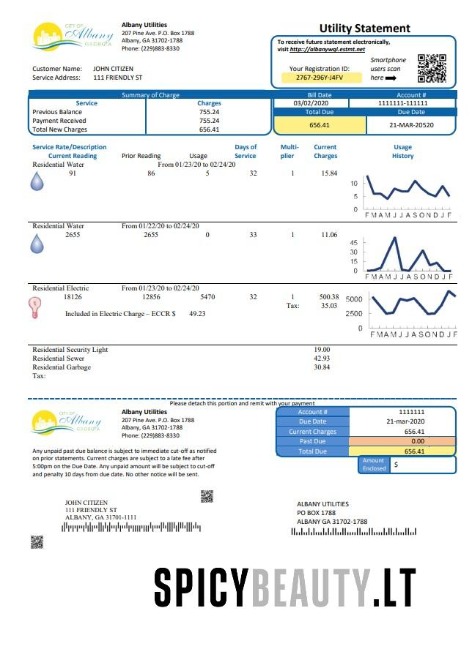 CITY OF
Albany
GEORGIA
Albany Utilities
207 Pine Ave. P.O. Box 1788
Albany, GA 31701-1788
Phone: (229)883-8330
Utility Statement
To receive future statement electronically,
visit http://albanywgl.estmt.net
Smartphone
users scan
here
Your Registration ID:
2767-296Y-J4FV
Customer Name: JOHN CITIZEN
Service Address: 111 FRIENDLY ST
Summary of Charge
Service Charges
Previous Balance 755.24
Payment Received 755.24
Total New Charges 656.41
Bill Date Account #
03/02/2020 1111111-111111
Total Due Due Date
656.41 21-MAR-20520
Service Rate/Description Days of Multi- Current Usage
Current Reading Prior Reading Usage Service plier Charges History
Residential Water From 01/23/20 to 02/24/20
91 86 5 32 1 15.84
10
5
0
F M A M J J A S O N D J F
Residential Water From 01/22/20 to 02/24/20
2655 2655 0 33 1 11.06
45
30
15
0
F M A M J J A S O N D J F
Residential Electric From 01/23/20 to 02/24/20
18126 12856 5470 32 1 500.38
Tax: 35.03
Included in Electric Charge – ECCR $ 49.23
5000
2500
0
F M A M J J A S O N D J F
Residential Security Light 19.00
Residential Sewer 42.93
Residential Garbage 30.84
Tax:
Please detach this portion and remit with your payment
CITY OF
Albany
GEORGIA
Albany Utilities
207 Pine Ave. P.O. Box 1788
Albany, GA 31701-1788
Phone: (229)883-8330
Account # 1111111
Due Date 21-mar-2020
Current Charges 656.41
Past Due 0.00
Total Due 656.41
Amount
Enclosed $
Any unpaid past due balance is subject to immediate cut-off as notified
on prior statements. Current charges are subject to a late fee after
5:00pm on the Due Date. Any unpaid amount will be subject to cut-off
and penalty 10 days from due date. No other notice will be sent.
JOHN CITIZEN
111 FRIENDLY ST
ALBANY, GA 31701-1111
ALBANY UTILITIES
PO BOX 1788
ALBANY GA 31702-1788
SPICYBEAUTY.LT